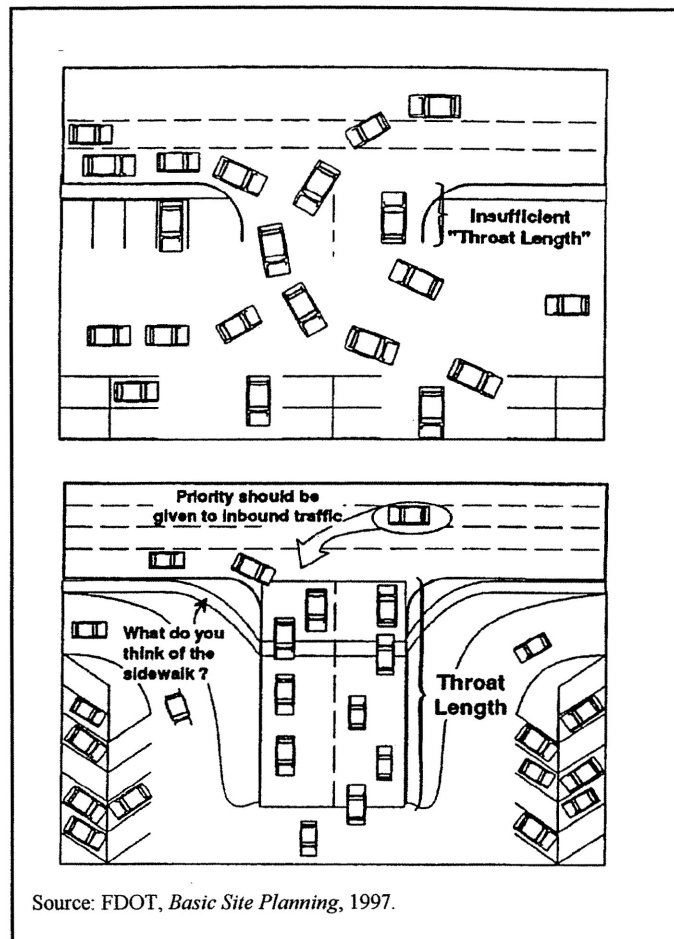 Insufficient
"Throat Length"
Priority should be
given to inbound traffic
What do you
think of the
sidewalk ?
Throat
Length
Source: FDOT, Basic Site Planning, 1997.